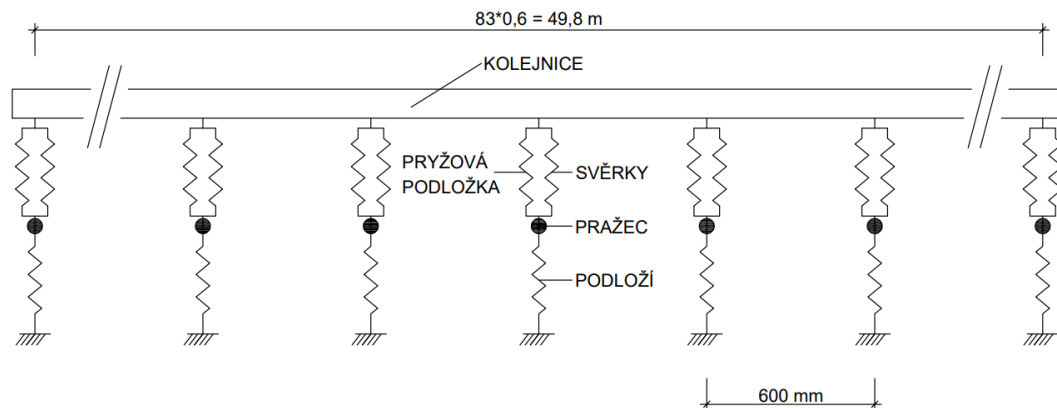 83*0,6 = 49,8 m
KOLEJNICE
PRYŽOVÁ
PODLOŽKA
SVĚRKY
PRAŽEC
PODLOŽÍ
600 mm